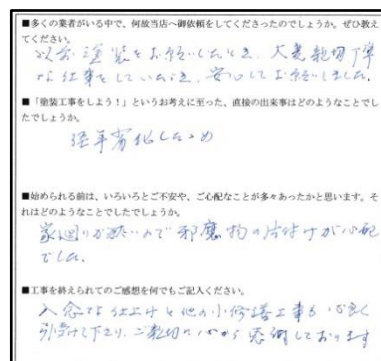 ■多くの業者がいる中で、何故当店へ御依頼をしてくださったのでしょうか。ぜひ教え
てください。
以前塗装をお願いしたとき、大変親切丁寧
な仕事をしていたゞき、安心してお願いしました。
■「塗装工事をしよう！」というお考えに至った、直接の出来事はどのようなことでし
たでしょうか。
経年劣化したゝめ
■始められる前は、いろいろとご不安や、ご心配なことが多々あったかと思います。そ
れはどのようなことでしたでしょうか。
家廻りが狭いので邪魔物の片付けが心配
でした。
■工事を終えられてのご感想を何でもご記入ください。
入念な仕上げと他の小修繕工事も心良く
引受けて下さり、ご親切に心から感謝しております